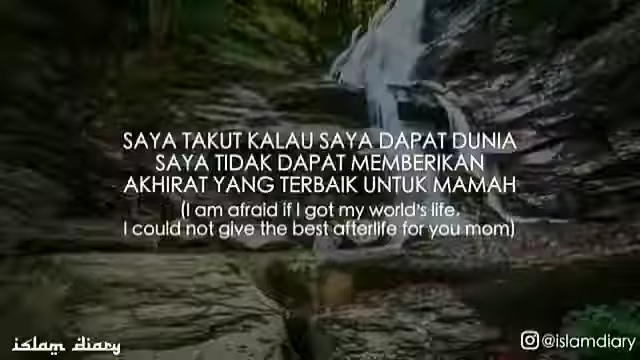 SAYA TAKUT KALAU SAYA DAPAT DUNIA
SAYA TIDAK DAPAT MEMBERIKAN
AKHIRAT YANG TERBAIK UNTUK MAMAH
(I am afraid if I got my world's life,
I could not give the best afterlife for you mom)
islam diary
@islamdiary